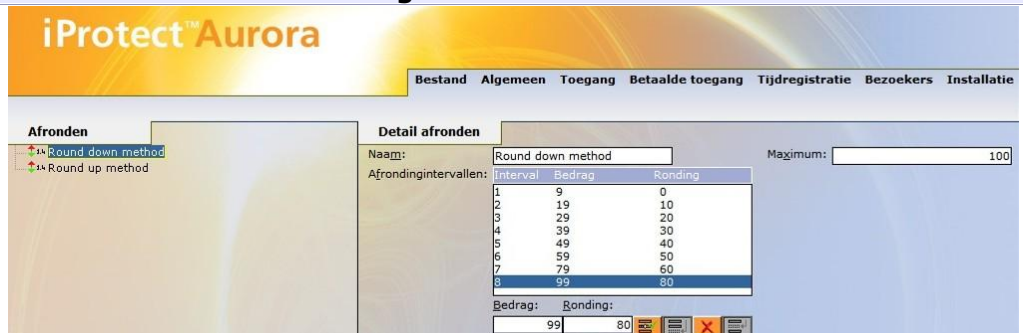 iProtect™Aurora
Bestand Algemeen Toegang Betaalde toegang Tijdregistratie Bezoekers Installatie
Afronden
Round down method
Round up method
Detail afronden
Naam: Round down method Maximum: 100
Afrondingintervallen: Interval Bedrag Ronding
1 9 0
2 19 10
3 29 20
4 39 30
5 49 40
6 59 50
7 79 60
8 99 80
Bedrag: Ronding:
99 80